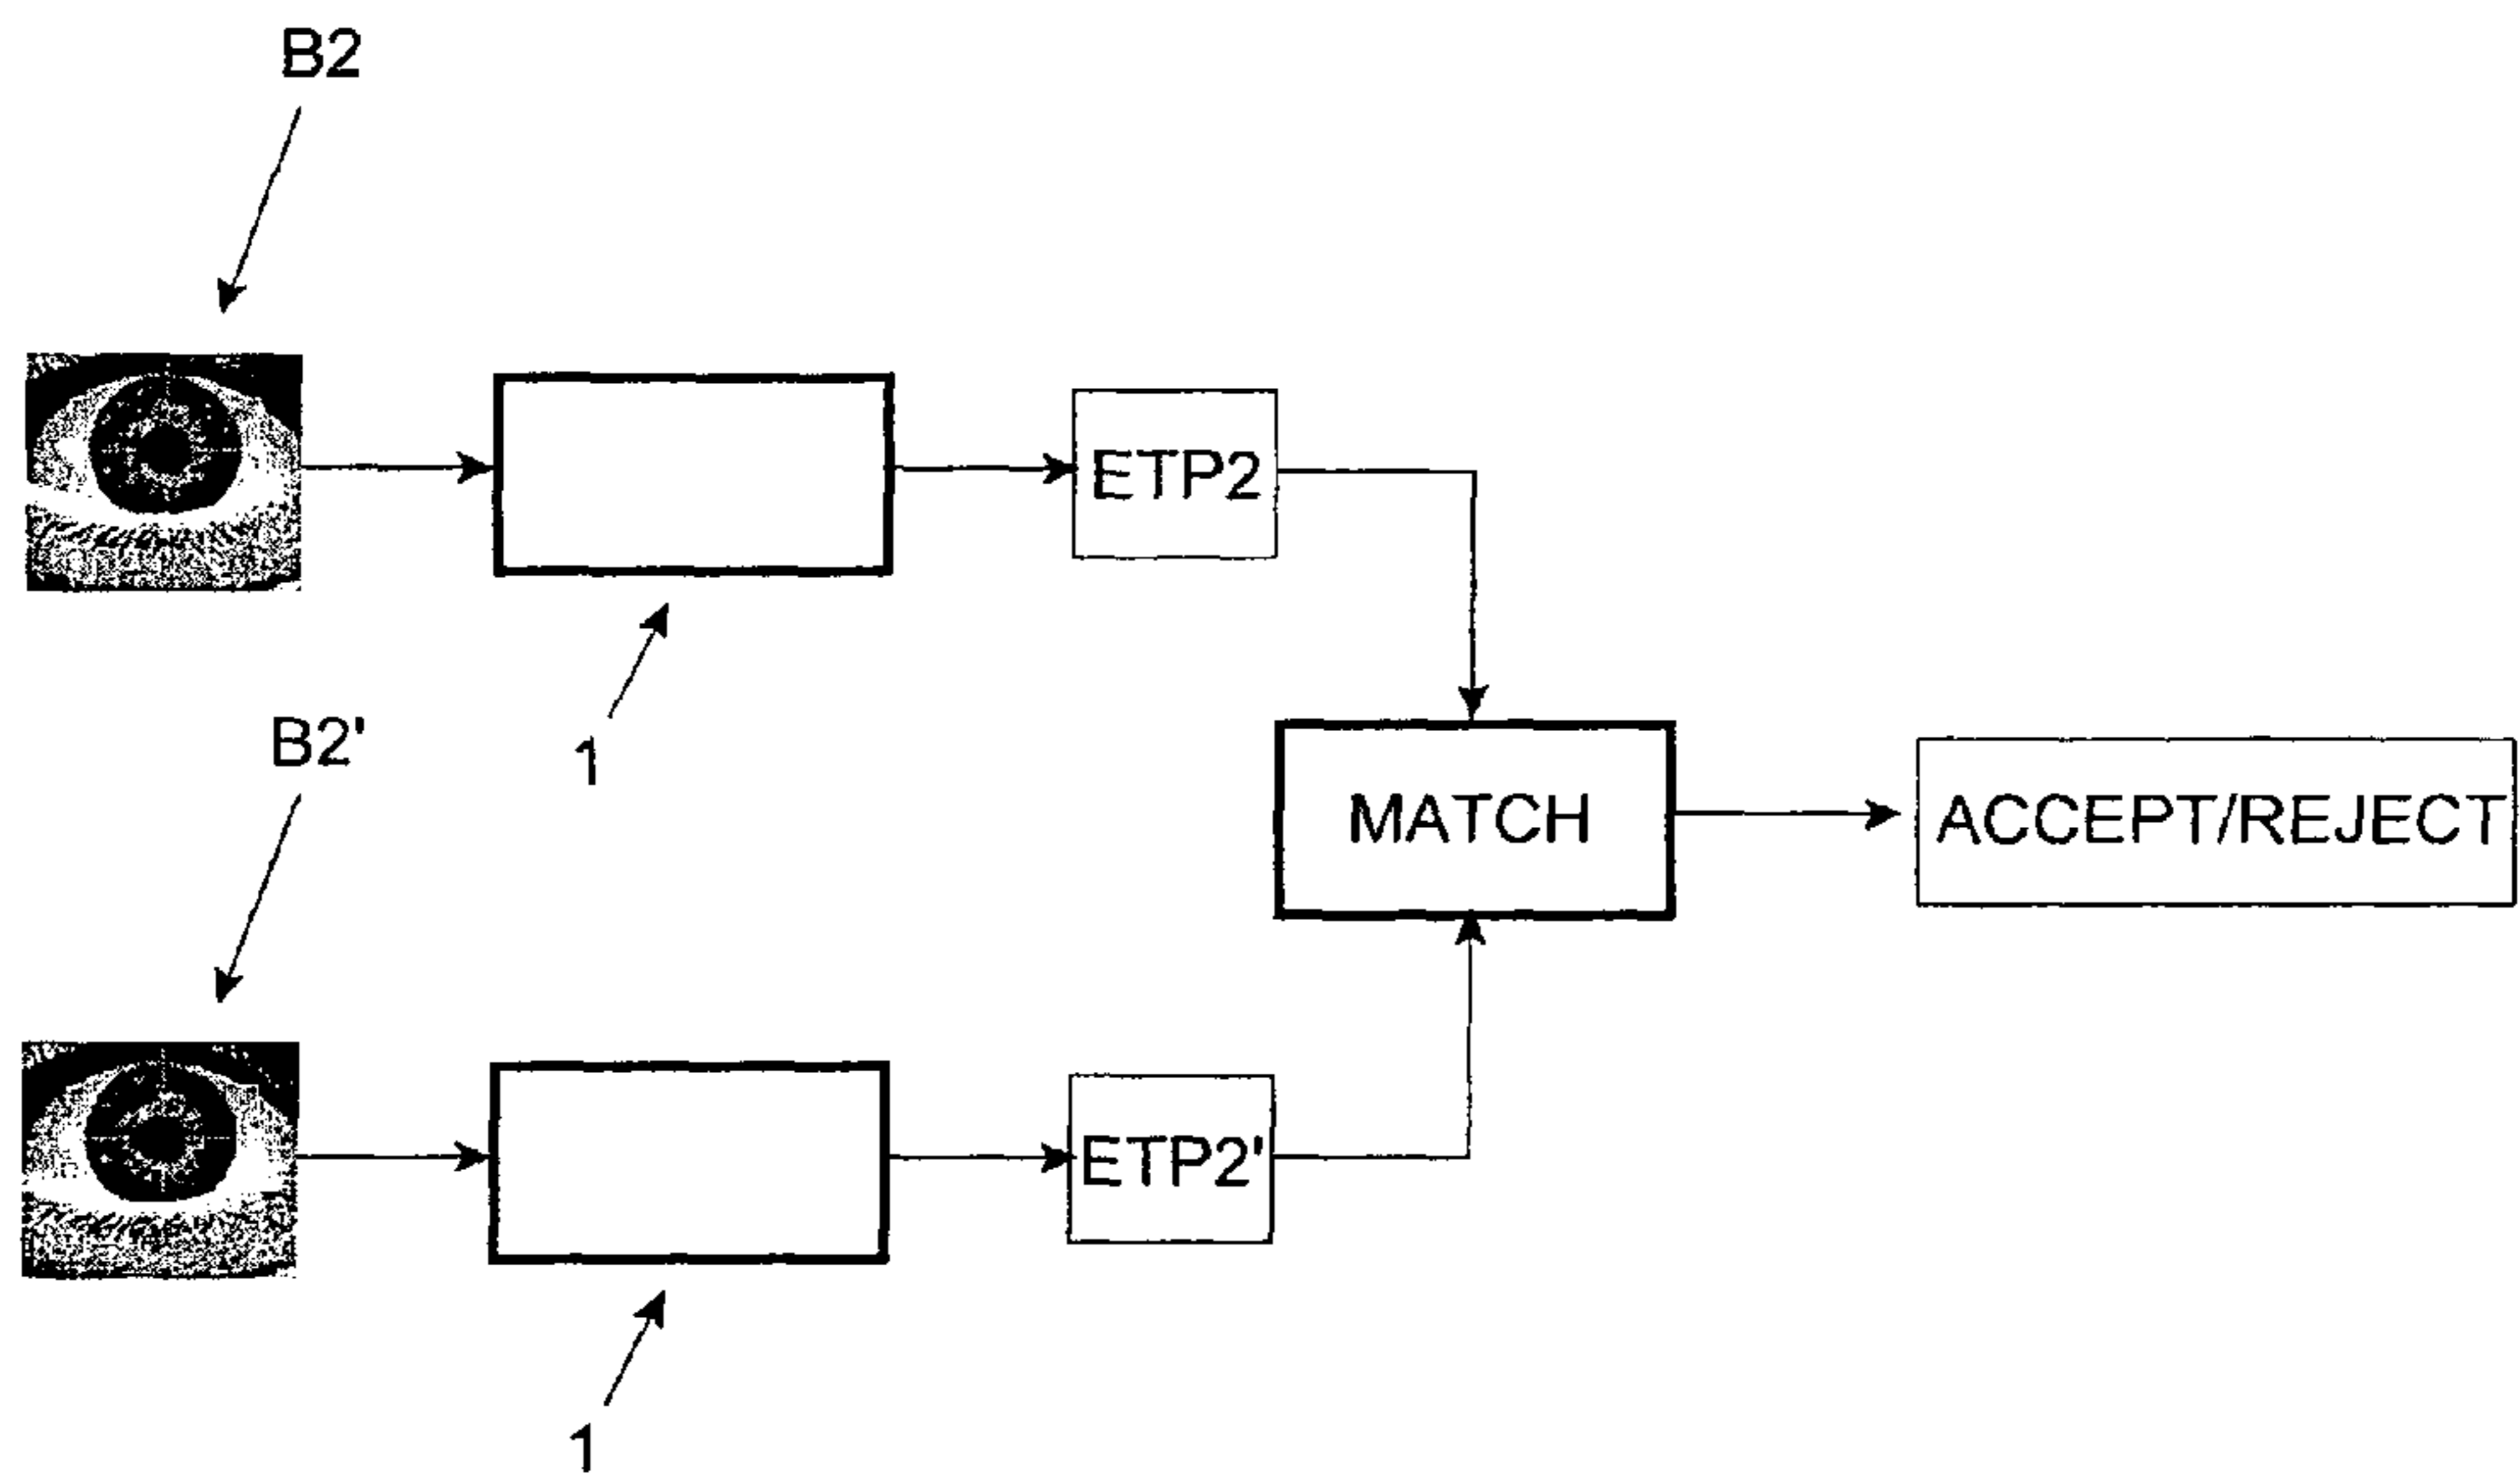 B2
ETP2
1
B2'
MATCH
ACCEPT/REJECT
ETP2'
1